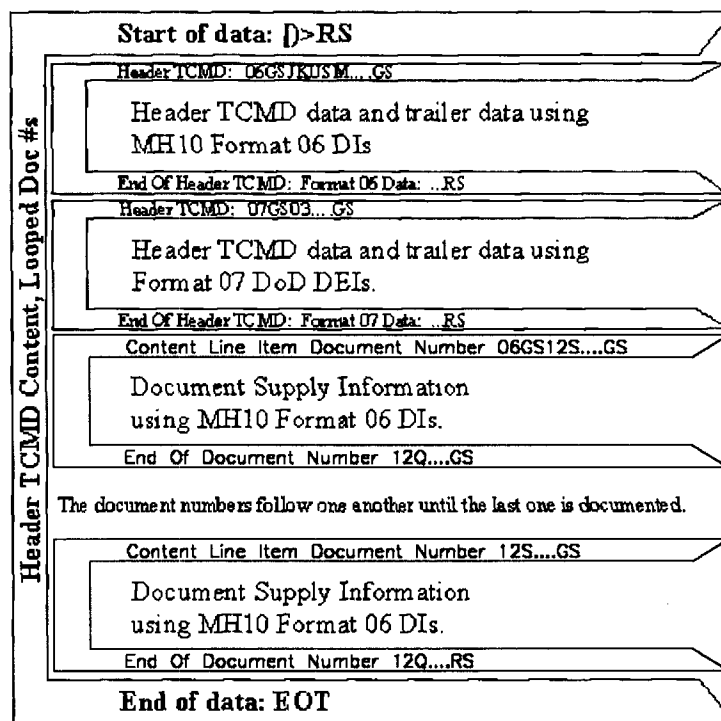 Start of data: [)>RS
Header TCMD Content, Looped Doc #s
Header TCMD: 06GSJKUSM....GS
Header TCMD data and trailer data using
MH10 Format 06 DIs
End Of Header TCMD: Format 06 Data: ...RS
Header TCMD: 07GS03....GS
Header TCMD data and trailer data using
Format 07 DoD DEIs.
End Of Header TCMD: Format 07 Data: ...RS
Content Line Item Document Number 06GS12S....GS
Document Supply Information
using MH10 Format 06 DIs.
End Of Document Number 12Q....GS
The document numbers follow one another until the last one is documented.
Content Line Item Document Number 12S....GS
Document Supply Information
using MH10 Format 06 DIs.
End Of Document Number 12Q....RS
End of data: EOT